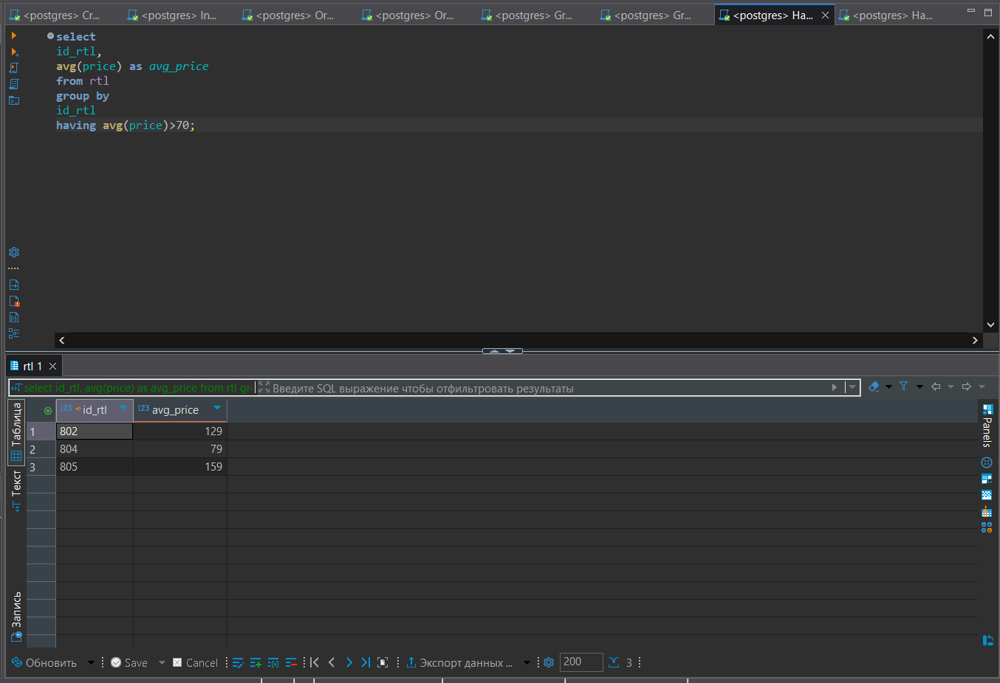 <postgres> Cr...
<postgres> In...
<postgres> Or...
<postgres> Or...
<postgres> Gr...
<postgres> Gr...
<postgres> Ha...
<postgres> Ha...
select
id_rtl,
avg(price) as avg_price
from rtl
group by
id_rtl
having avg(price)>70;
rtl 1
select id_rtl, avg(price) as avg_price from rtl gr
Введите SQL выражение чтобы отфильтровать результаты
Таблица
Текст
Запись
123 id_rtl
123 avg_price
1 802 129
2 804 79
3 805 159
Panels
Обновить
Save
Cancel
Экспорт данных ...
200
3